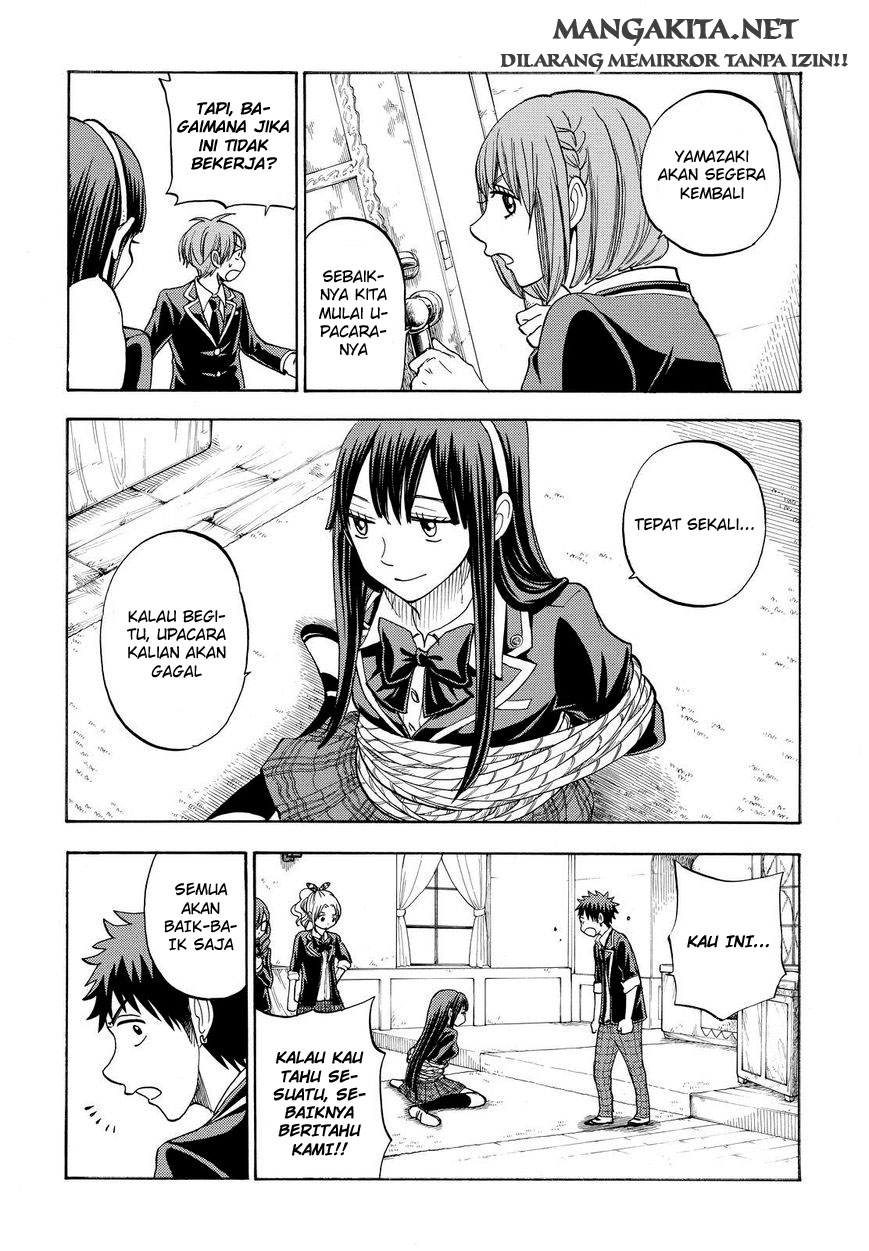 MANGAKITA.NET
DILARANG MEMIRROR TANPA IZIN!!
YAMAZAKI
AKAN SEGERA
KEMBALI
SEBAIK-
NYA KITA
MULAI U-
PACARA-
NYA
TAPI, BA-
GAIMANA JIKA
INI TIDAK
BEKERJA?
TEPAT SEKALI...
KALAU BEGI-
TU, UPACARA
KALIAN AKAN
GAGAL
KAU INI...
KALAU KAU
TAHU SE-
SUATU, SE-
BAIKNYA
BERITAHU
KAMI!!
SEMUA
AKAN
BAIK-BA-
IK SAJA